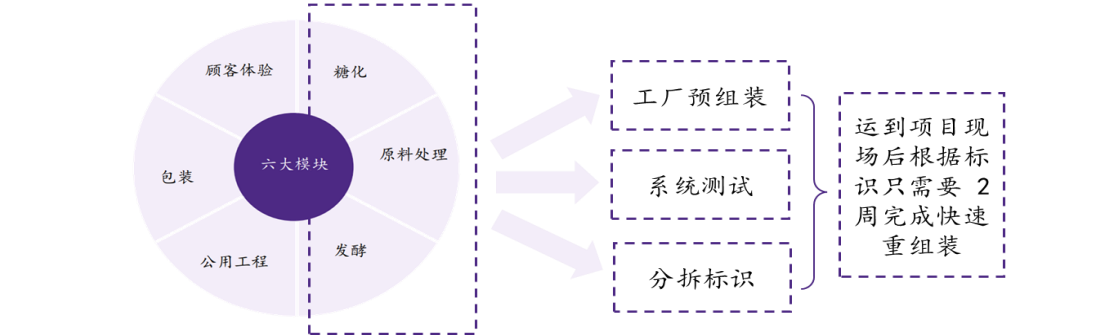 顾客体验
糖化
原料处理
六大模块
包装
发酵
公用工程
工厂预组装
系统测试
分拆标识
运到项目现
场后根据标
识只需要 2
周完成快速
重组装